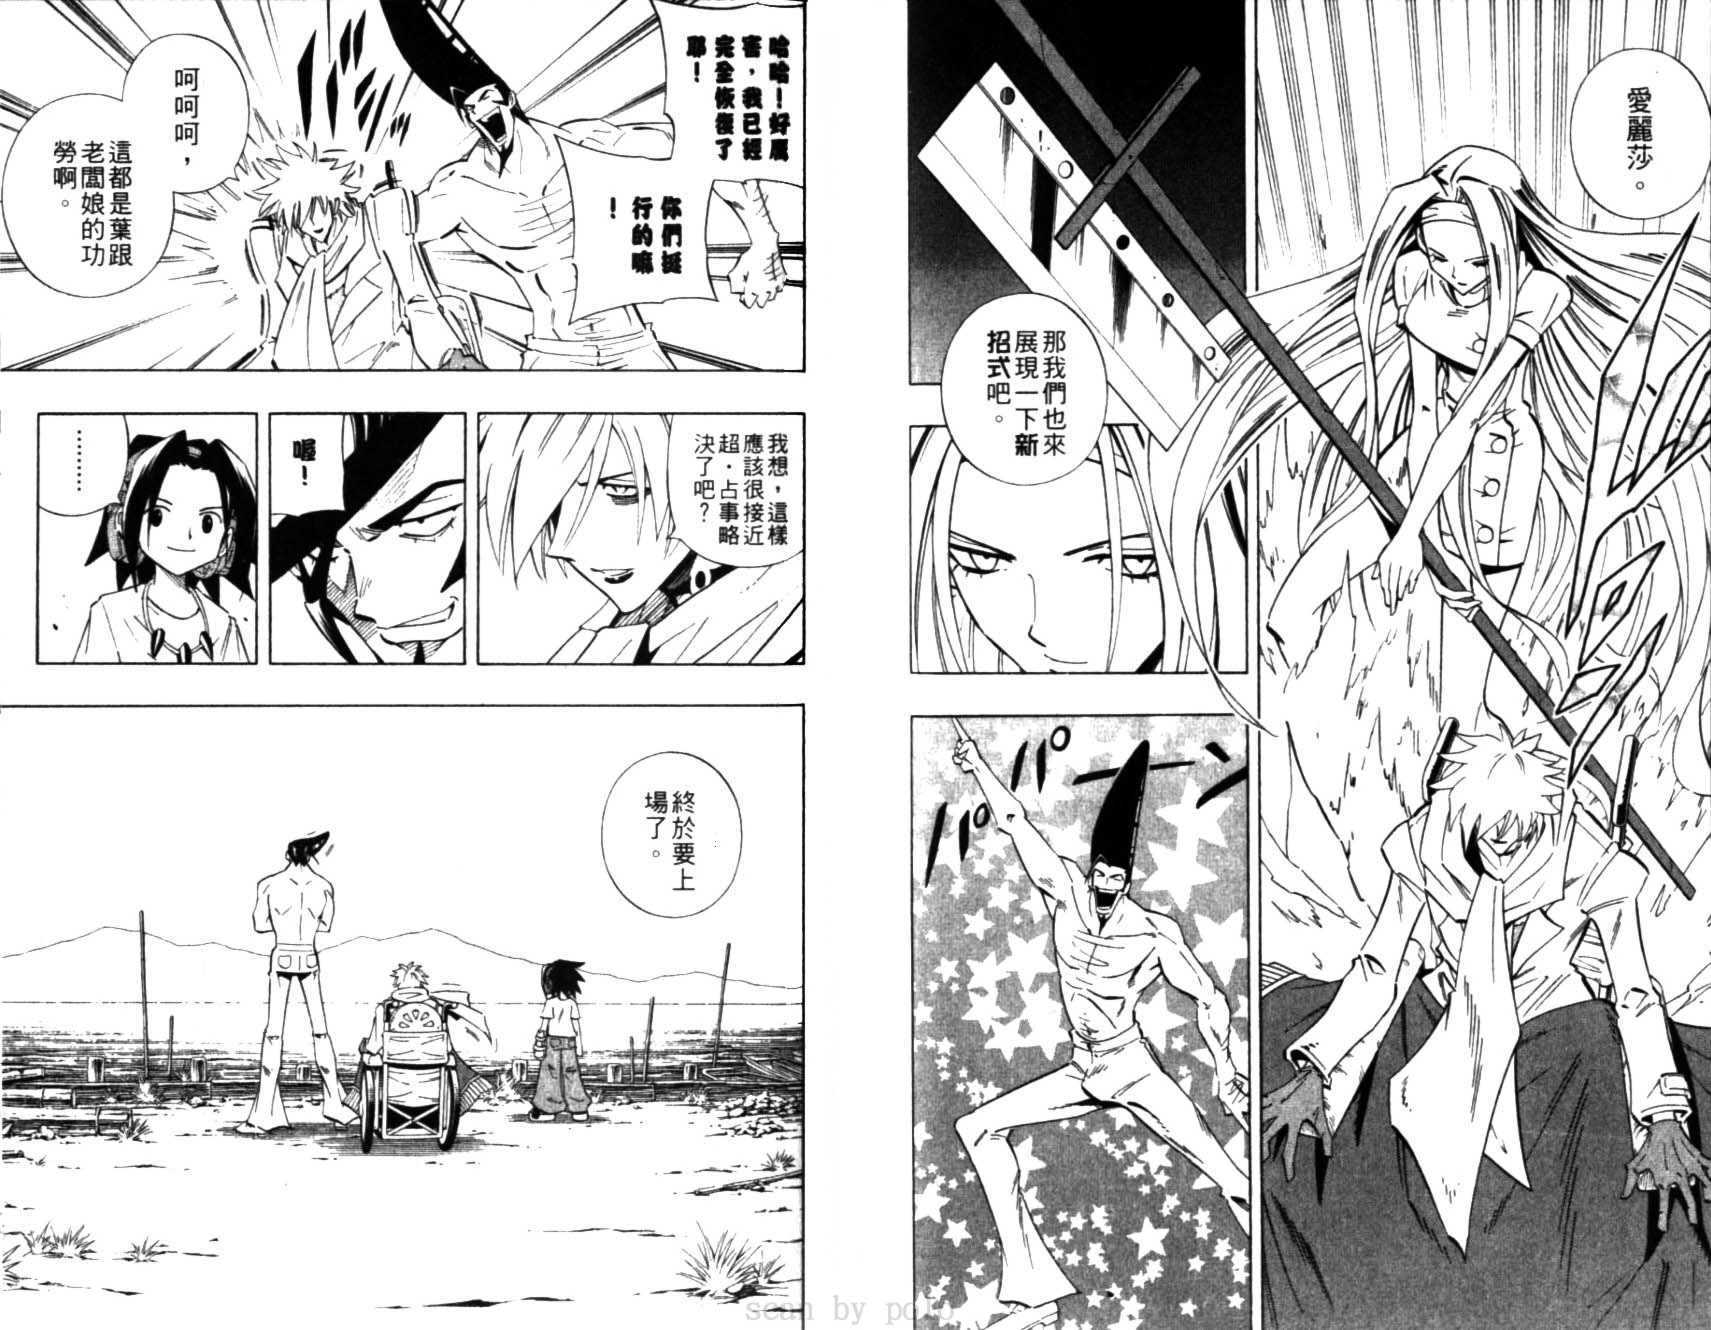 愛麗莎。
那我們也來
展現一下新
招式吧。
パパーン
哈哈！好厲
害，我已經
完全恢復了
耶！
你們挺
行的嘛
！
呵呵呵，
這都是葉跟
老闆娘的功
勞啊。
我想，這樣
應該很接近
超・占事略
決了吧？
喔！
………
終於要上
場了。
scan by polo